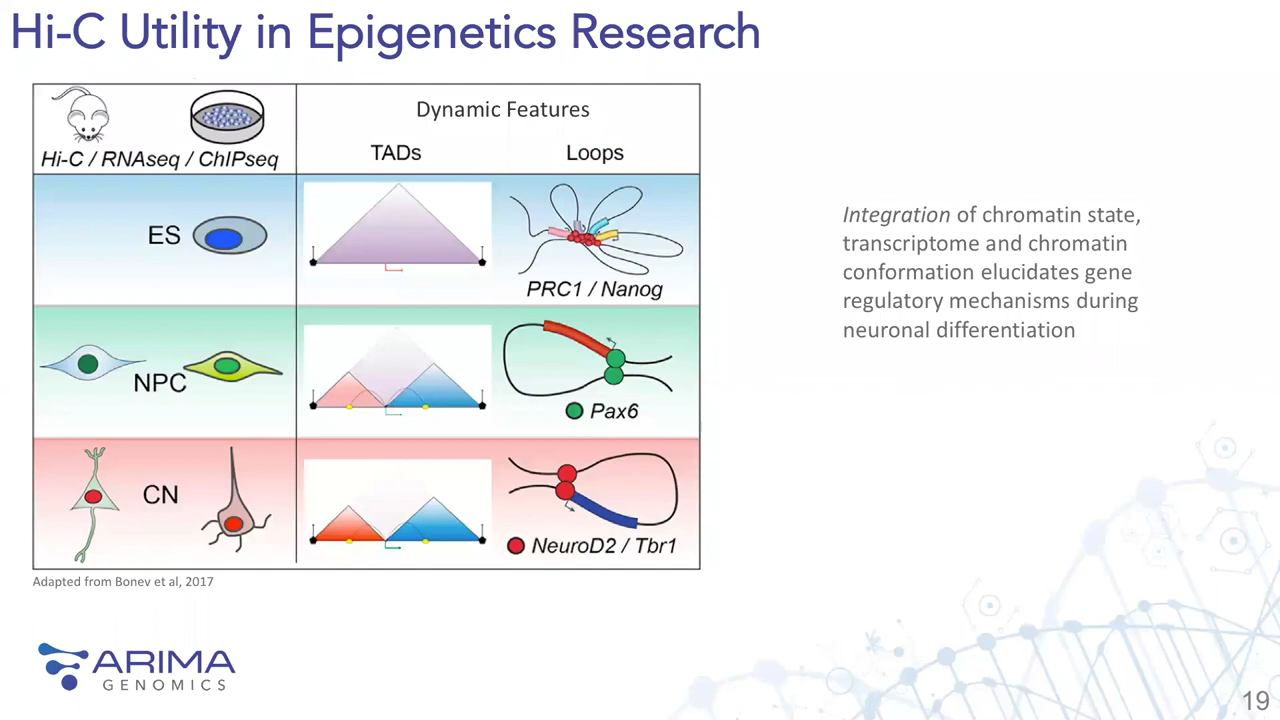 Hi-C Utility in Epigenetics Research
Hi-C / RNAseq / ChIPseq
Dynamic Features
TADs
Loops
ES
PRC1 / Nanog
NPC
Pax6
CN
NeuroD2 / Tbr1
Adapted from Bonev et al, 2017
Integration of chromatin state,
transcriptome and chromatin
conformation elucidates gene
regulatory mechanisms during
neuronal differentiation
ARIMA
GENOMICS
19